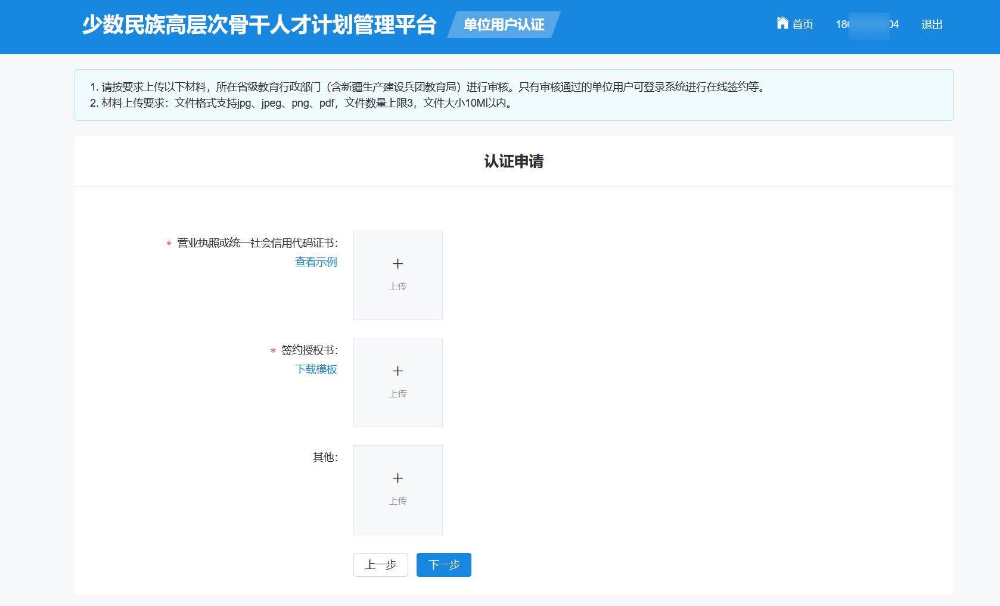 少数民族高层次骨干人才计划管理平台 单位用户认证 首页 18 04 退出
1. 请按要求上传以下材料，所在省级教育行政部门（含新疆生产建设兵团教育局）进行审核。只有审核通过的单位用户可登录系统进行在线签约等。
2. 材料上传要求：文件格式支持jpg、jpeg、png、pdf，文件数量上限3，文件大小10M以内。
认证申请
* 营业执照或统一社会信用代码证书：
查看示例
上传
* 签约授权书：
下载模板
上传
其他：
上传
上一步 下一步